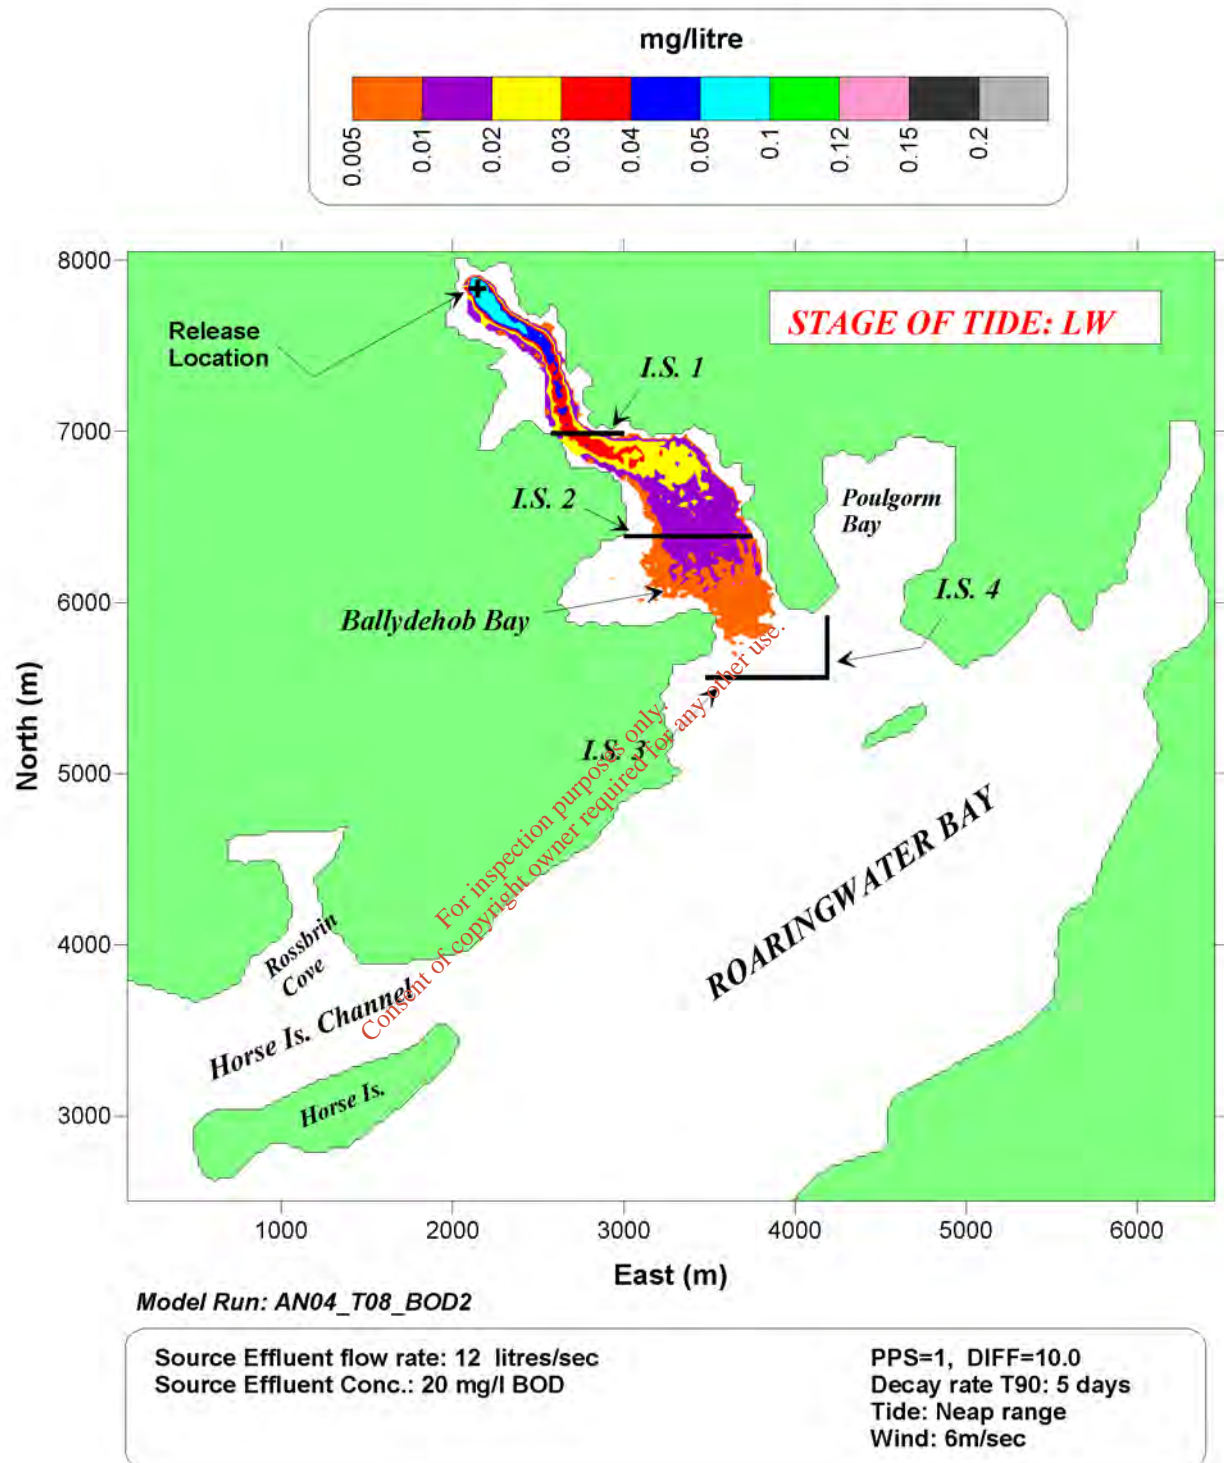 mg/litre
0.005
0.01
0.02
0.03
0.04
0.05
0.1
0.12
0.15
0.2
8000
7000
6000
5000
4000
3000
North (m)
STAGE OF TIDE: LW
Release
Location
I.S. 1
I.S. 2
Poulgorm
Bay
I.S. 4
Ballydehob Bay
I.S. 3
ROARINGWATER BAY
Rossbrin
Cove
Horse Is. Channel
Horse Is.
For inspection purposes only.
Consent of copyright owner required for any other use.
1000
2000
3000
4000
5000
6000
East (m)
Model Run: AN04_T08_BOD2
Source Effluent flow rate: 12 litres/sec
Source Effluent Conc.: 20 mg/l BOD
PPS=1, DIFF=10.0
Decay rate T90: 5 days
Tide: Neap range
Wind: 6m/sec